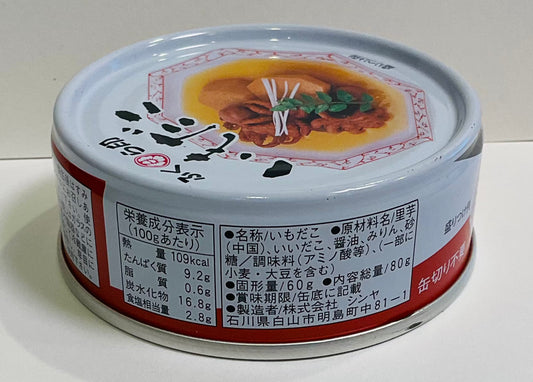 ふくら印
いもだこ
栄養成分表示
(100gあたり)
熱量 109kcal
たんぱく質 9.2g
脂質 0.6g
炭水化物 16.8g
食塩相当量 2.8g
●名称/いもだこ ●原材料名/里芋
(中国)、いいだこ、醤油、みりん、砂
糖/調味料(アミノ酸等)、(一部に
小麦・大豆を含む)
●固形量/60g ●内容総量/80g
●賞味期限/缶底に記載
●製造者/株式会社 シンヤ
石川県白山市明島町中81-1
盛りつけ例
缶切り不要